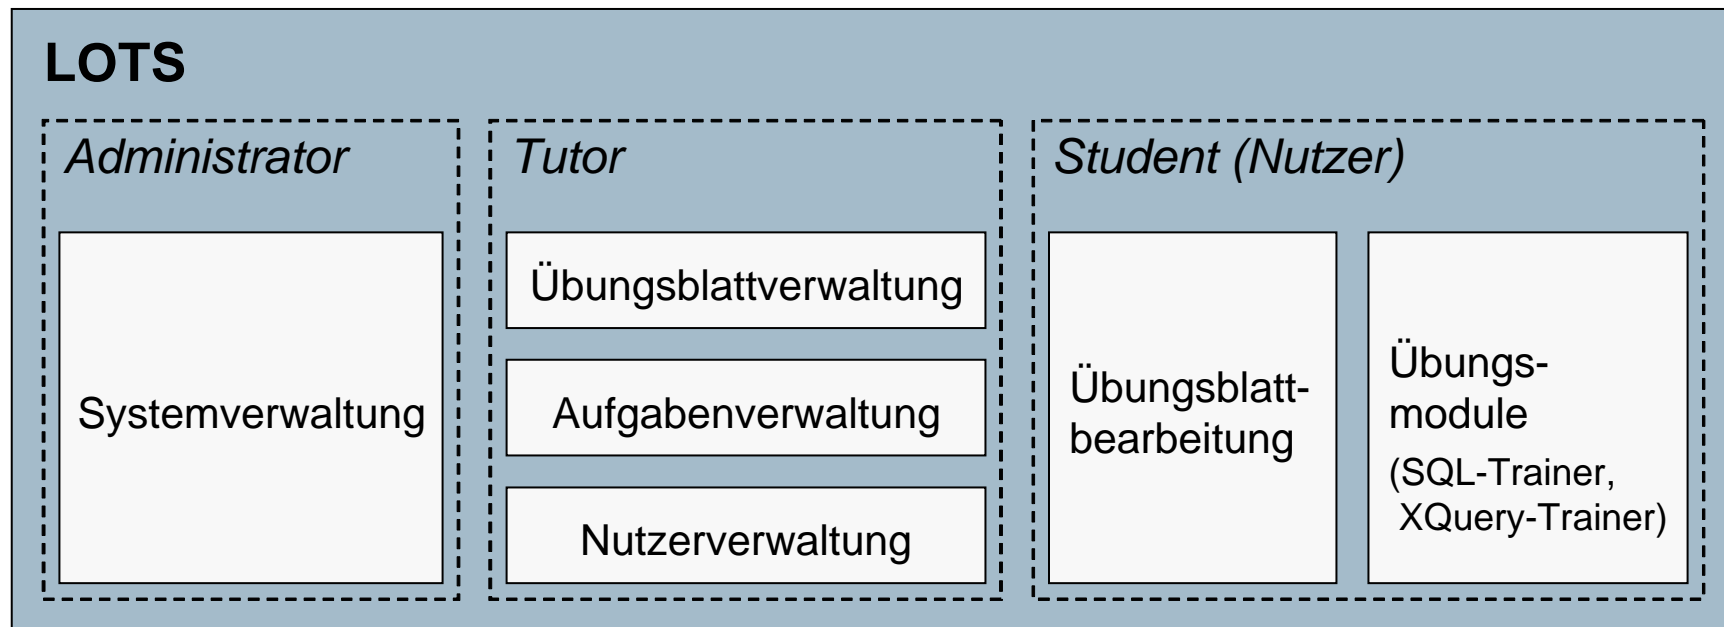 LOTS
Administrator
Systemverwaltung
Tutor
Übungsblattverwaltung
Aufgabenverwaltung
Nutzerverwaltung
Student (Nutzer)
Übungsblatt-
bearbeitung
Übungs-
module
(SQL-Trainer,
XQuery-Trainer)